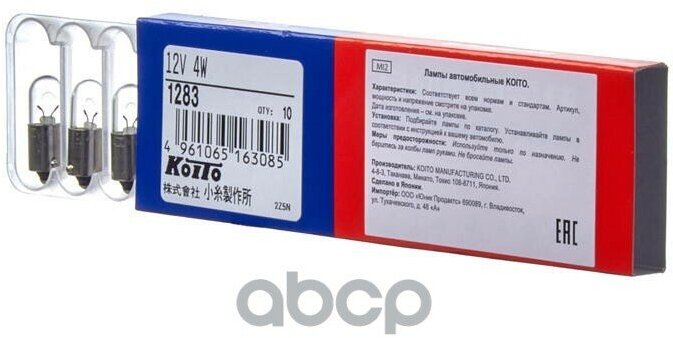 12V 4W
1283
QTY: 10
4 961065 163085
KOITO
株式会社 小糸製作所
2Z5N
MI2
Лампы автомобильные KOITO.
Характеристики: Соответствует всем нормам и стандартам. Артикул,
мощность и напряжение смотрите на упаковке.
Дата изготовления – см. на упаковке.
Установка: Подбирайте лампы по каталогу. Устанавливайте лампы в
соответствии с инструкцией к вашему автомобилю.
Меры предосторожности: Используйте только по назначению. Не
беритесь за колбы ламп руками. Не бросайте лампы.
Производитель: KOITO MANUFACTURING CO., LTD.
4-8-3, Таканава, Минато, Токио 108-8711, Япония.
Сделано в Японии.
Импортёр: ООО «Юник Продактс» 690089, г. Владивосток,
ул. Тухачевского, д. 48 «А»
EAC
abcp